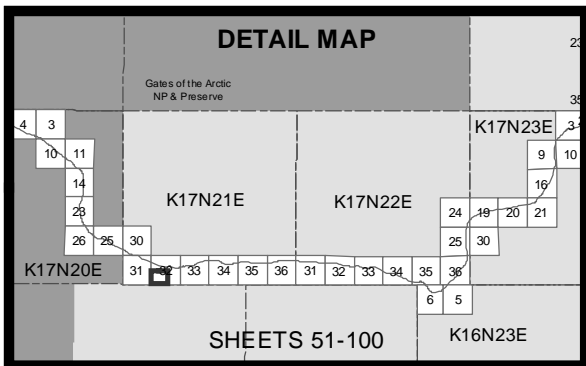 DETAIL MAP
23
Gates of the Arctic
NP & Preserve
35
4 3
K17N23E
3
10 11
9 10
14
16
K17N21E
K17N22E
23
24 19 20 21
26 25 30
25 30
K17N20E
31 32 33 34 35 36 31 32 33 34 35 36
6 5
SHEETS 51-100
K16N23E